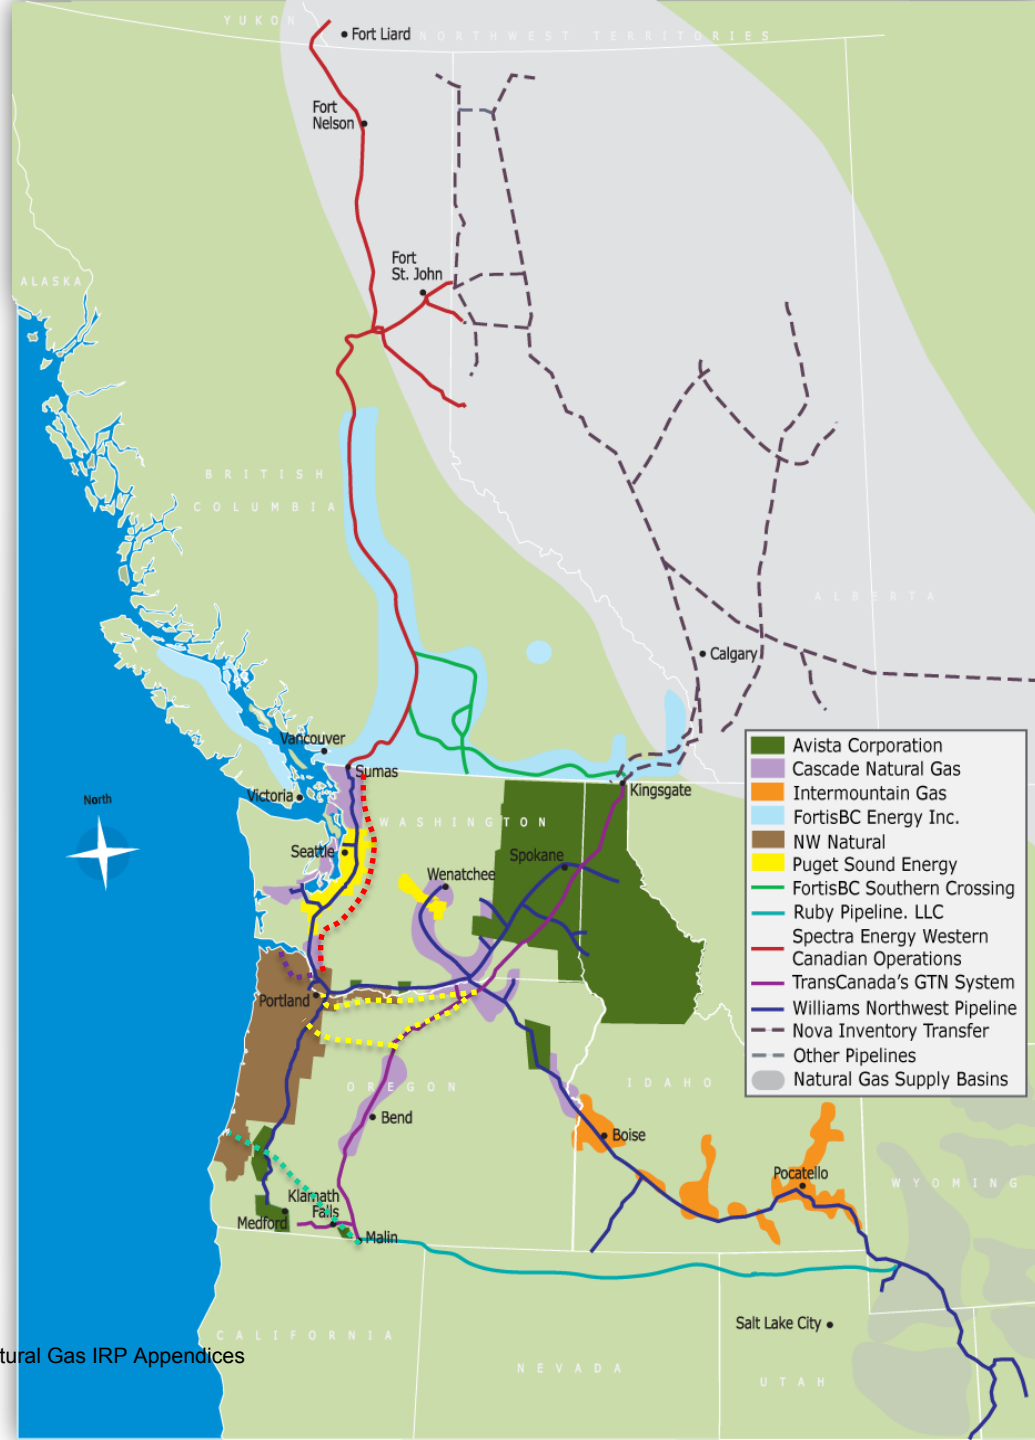 YUKON
Fort Liard
NORTHWEST TERRITORIES
Fort
Nelson
Fort
St. John
ALASKA
BRITISH
COLUMBIA
ALBERTA
Calgary
Vancouver
Sumas
Victoria
Kingsgate
North
WASHINGTON
Seattle
Spokane
Wenatchee
Portland
OREGON
IDAHO
Bend
Boise
Pocatello
WYOMING
Klamath
Falls
Medford
Malin
Salt Lake City
CALIFORNIA
NEVADA
UTAH
tural Gas IRP Appendices
Avista Corporation
Cascade Natural Gas
Intermountain Gas
FortisBC Energy Inc.
NW Natural
Puget Sound Energy
FortisBC Southern Crossing
Ruby Pipeline. LLC
Spectra Energy Western
Canadian Operations
TransCanada's GTN System
Williams Northwest Pipeline
Nova Inventory Transfer
Other Pipelines
Natural Gas Supply Basins